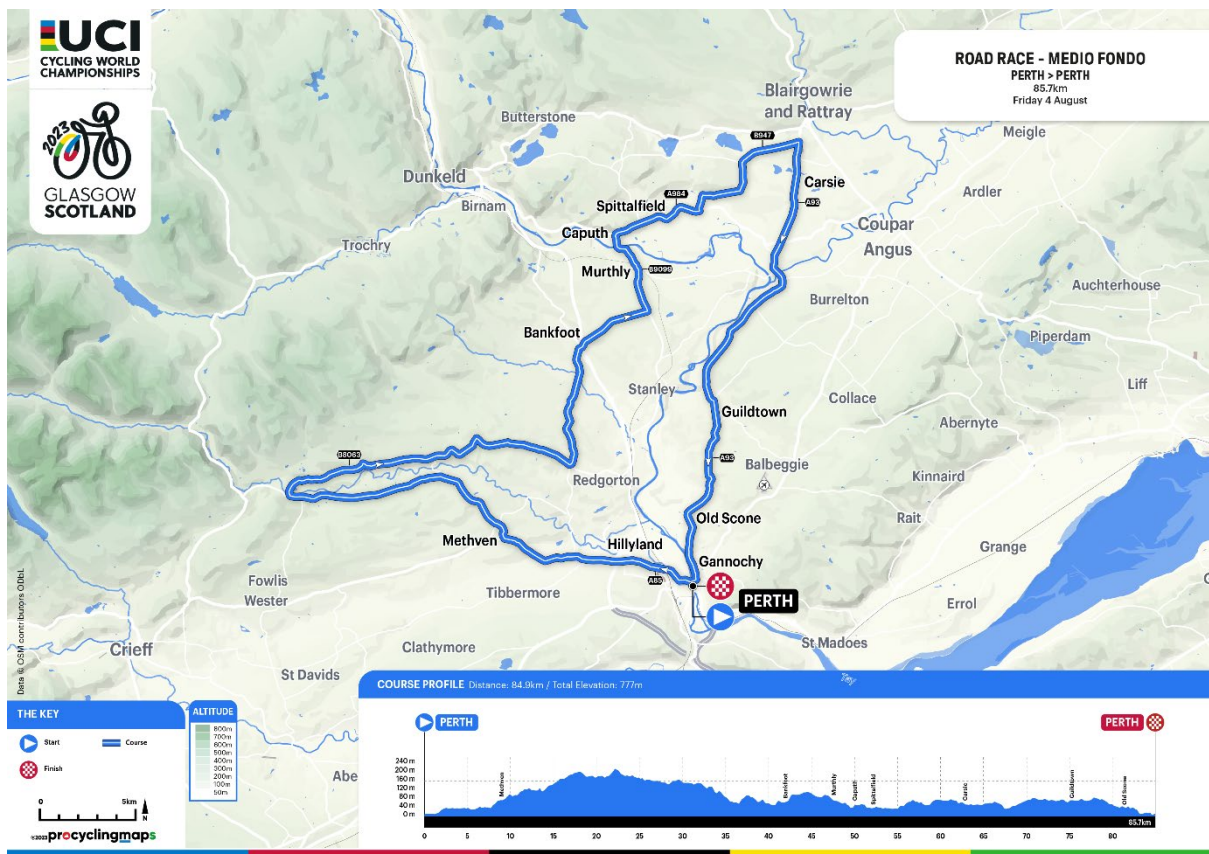 UCI
CYCLING WORLD
CHAMPIONSHIPS
2023
GLASGOW
SCOTLAND
ROAD RACE - MEDIO FONDO
PERTH > PERTH
85.7km
Friday 4 August
Blairgowrie
and Rattray
Butterstone
Meigle
B947
Dunkeld
Carsie
Ardler
A984
Birnam
Spittalfield
A93
Coupar
Angus
Caputh
Trochry
Murthly
B9099
Auchterhouse
Burrelton
Bankfoot
Piperdam
Stanley
Liff
Collace
Guildtown
Abernyte
B8063
A93
Balbeggie
Kinnaird
Redgorton
Old Scone
Rait
Methven
Hillyland
Grange
Gannochy
A85
Fowlis
Wester
Tibbermore
PERTH
Errol
St Madoes
Crieff
Clathymore
St Davids
Tay
Abe
Data © OSM contributors ODbL
COURSE PROFILE Distance: 84.9km / Total Elevation: 777m
THE KEY
Start
Course
Finish
0 5km
N
©2023 procyclingmaps
ALTITUDE
800m
700m
600m
500m
400m
300m
200m
100m
50m
PERTH
PERTH
240 m
200 m
160 m
120 m
80 m
40 m
0 m
Methven
Bankfoot
Murthly
Caputh
Spittalfield
Carsie
Guildtown
Old Scone
85.7km
0 5 10 15 20 25 30 35 40 45 50 55 60 65 70 75 80